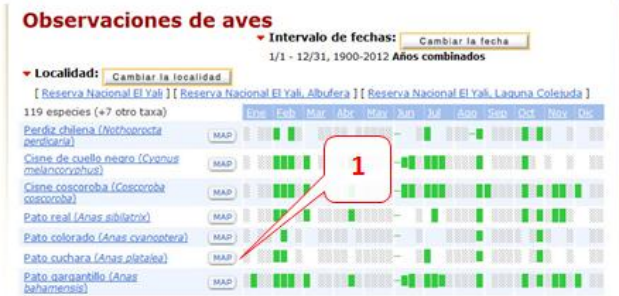 Observaciones de aves
Intervalo de fechas: Cambiar la fecha
1/1 - 12/31, 1900-2012 Años combinados
Localidad: Cambiar la localidad
[ Reserva Nacional El Yali ] [ Reserva Nacional El Yali, Albufera ] [ Reserva Nacional El Yali, Laguna Colejuda ]
119 especies (+7 otro taxa) Ene Feb Mar Abr May Jun Jul Ago Sep Oct Nov Dic
Perdiz chilena (Nothoprocta
perdicaria) MAP
Cisne de cuello negro (Cygnus
melancoryphus) MAP
Cisne coscoroba (Coscoroba
coscoroba) MAP
Pato real (Anas sibilatrix) MAP
Pato colorado (Anas cyanoptera) MAP
Pato cuchara (Anas platalea) MAP
Pato gargantillo (Anas
bahamensis) MAP
1